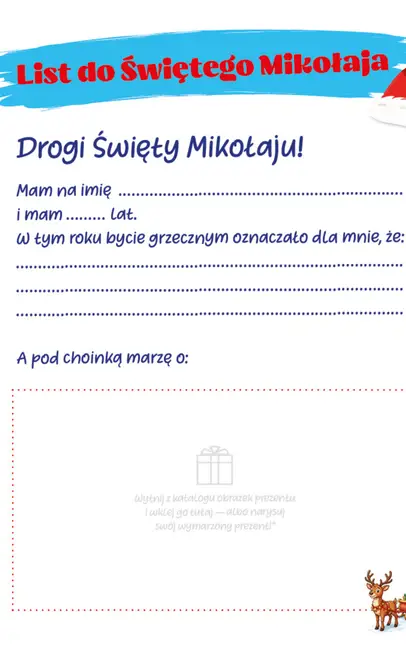 List do Świętego Mikołaja
Drogi Święty Mikołaju!
Mam na imię ..........................................................
i mam ......... lat.
W tym roku bycie grzecznym oznaczało dla mnie, że:
................................................................................
................................................................................
................................................................................
A pod choinką marzę o:
Wytnij z katalogu obrazek prezentu
i wklej go tutaj — albo narysuj
swój wymarzony prezent!*